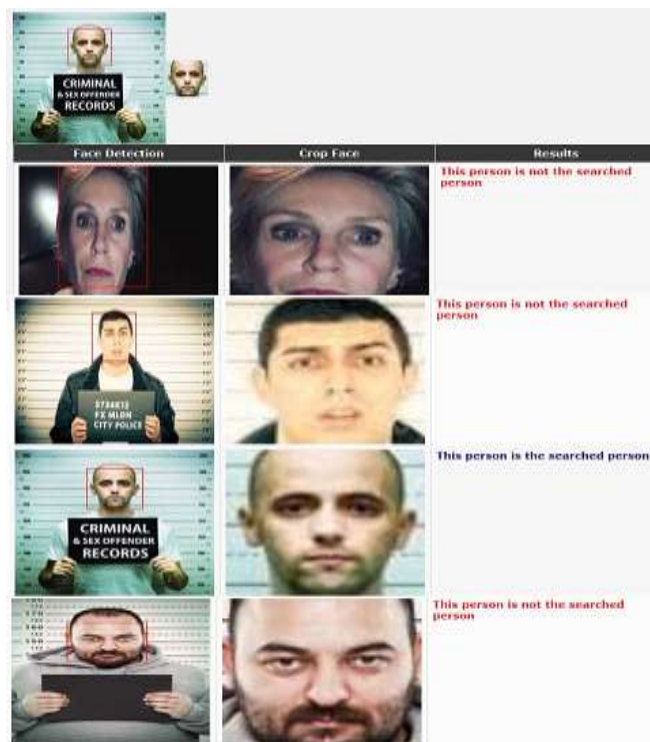 CRIMINAL
& SEX OFFENDER
RECORDS
Face Detection
Crop Face
Results
This person is not the searched
person
This person is not the searched
person
CITY POLICE
This person is the searched person
CRIMINAL
& SEX OFFENDER
RECORDS
This person is not the searched
person